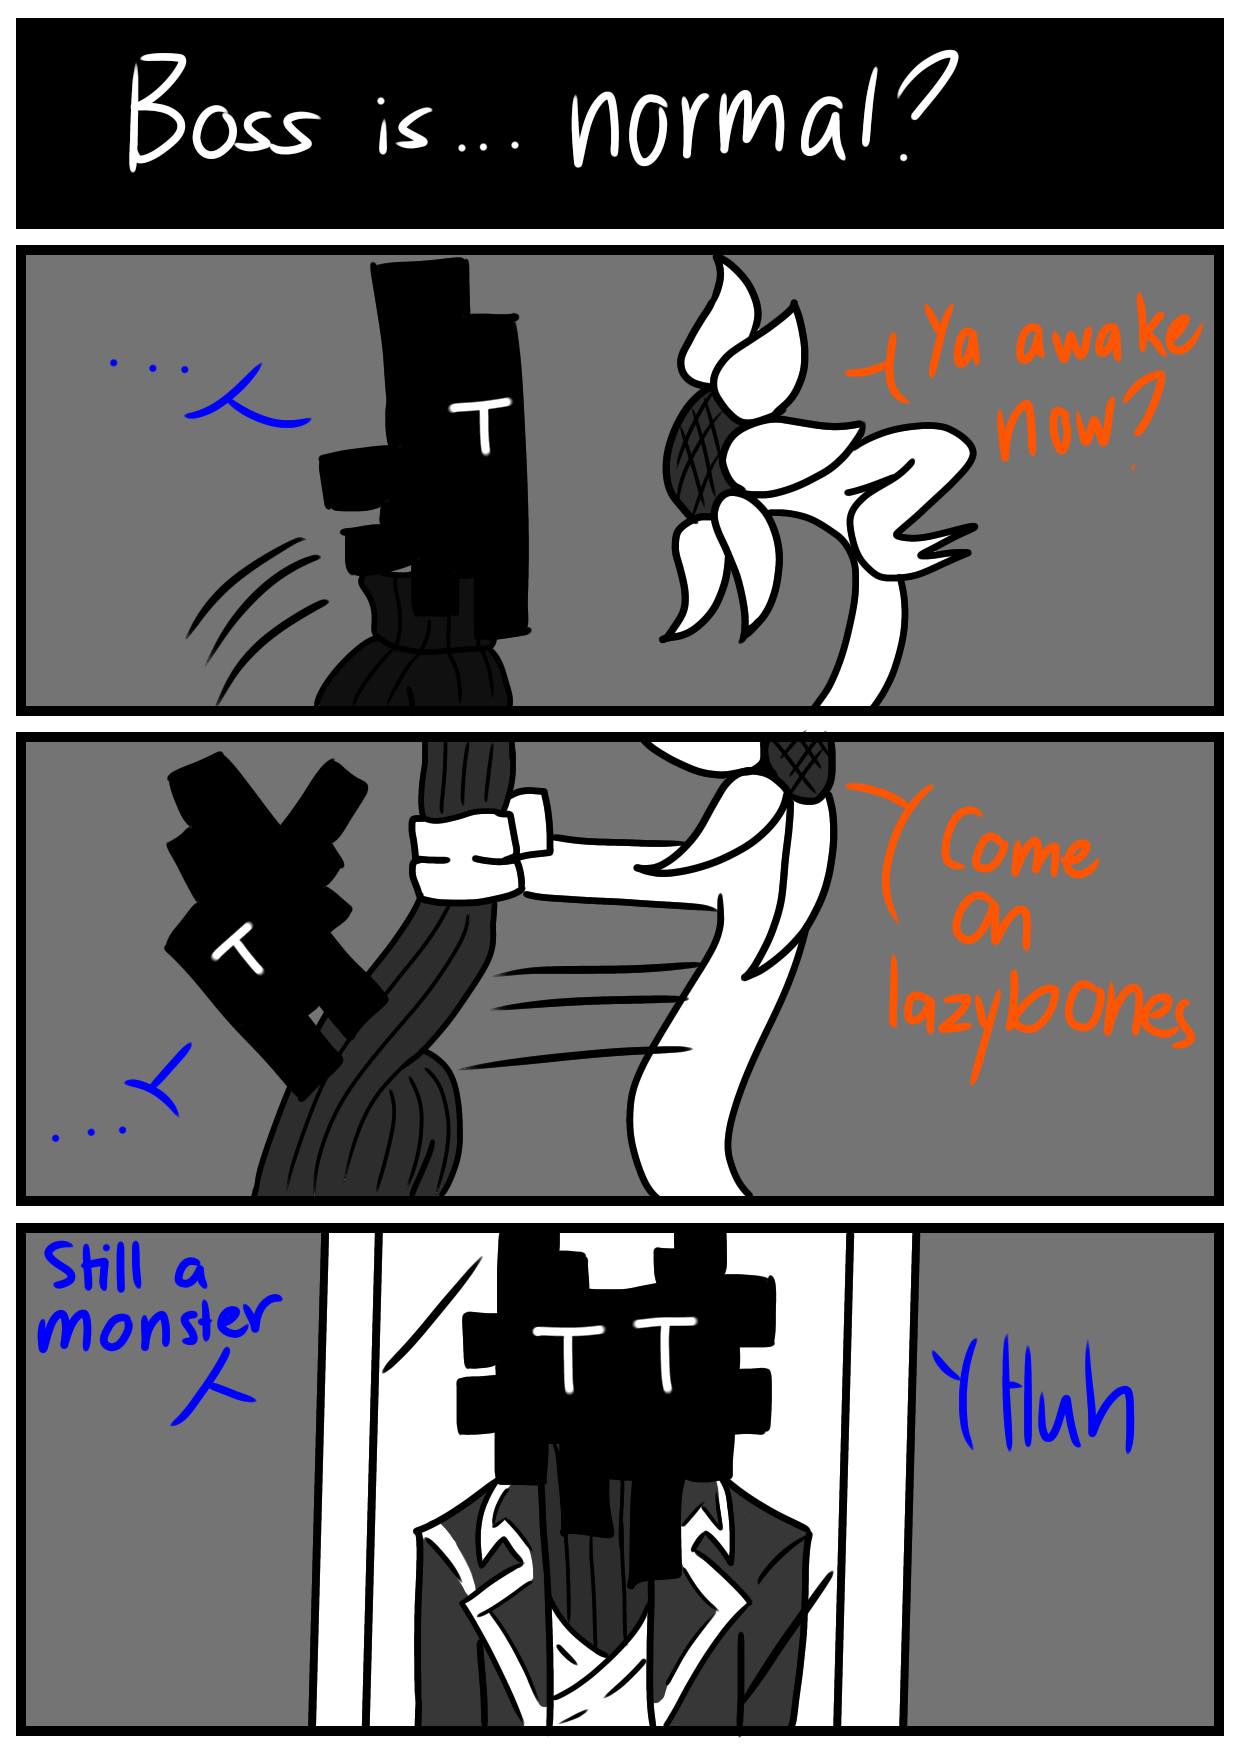 Boss is... normal?
...
Ya awake
now?
Come
on
lazybones
...
Still a
monster
Huh